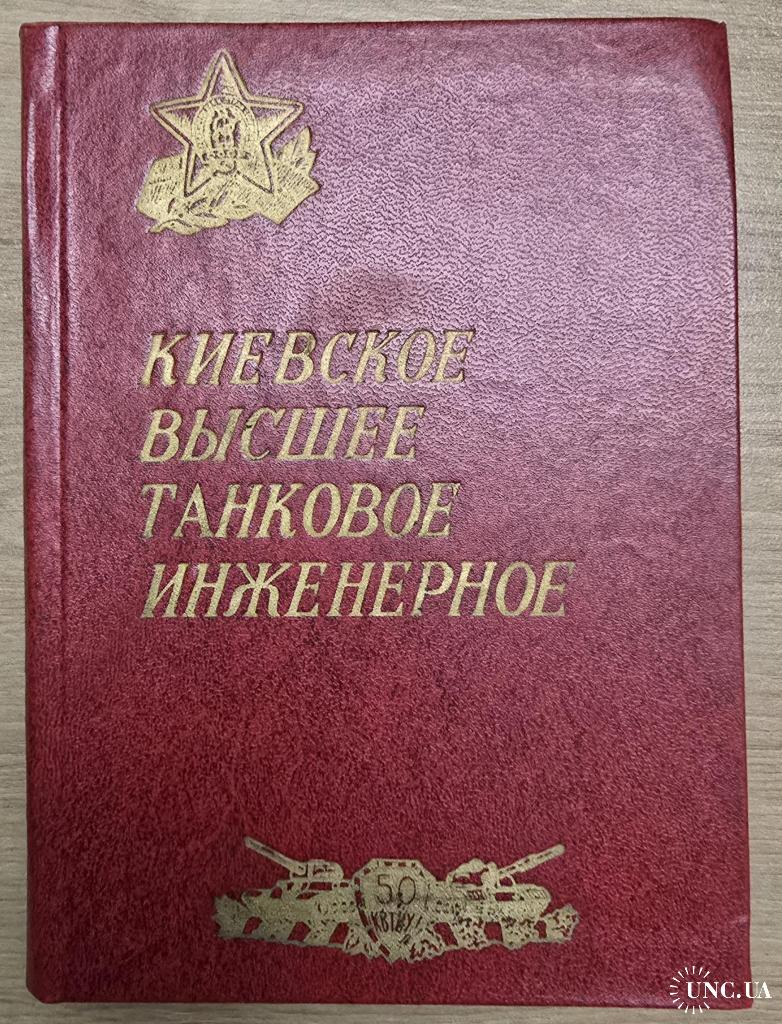 КИЕВСКОЕ
ВЫСШЕЕ
ТАНКОВОЕ
ИНЖЕНЕРНОЕ
50
КВТИУ
UNC.UA